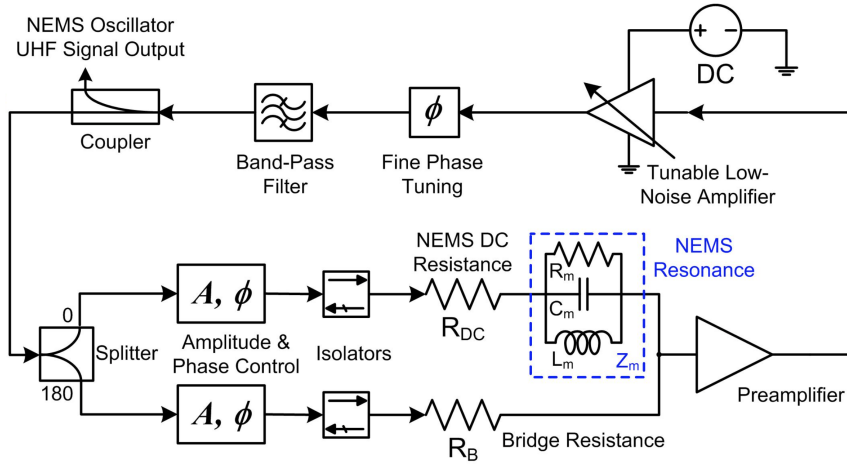 NEMS Oscillator
UHF Signal Output
DC
+ -
Coupler
Band-Pass
Filter
ϕ
Fine Phase
Tuning
Tunable Low-
Noise Amplifier
NEMS DC
Resistance
NEMS
Resonance
0
Splitter
180
A, ϕ
Amplitude &
Phase Control
A, ϕ
Isolators
R_DC
R_m
C_m
L_m
Z_m
R_B
Bridge Resistance
Preamplifier